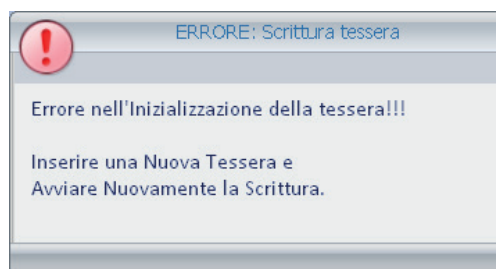 ERRORE: Scrittura tessera
Errore nell'Inizializzazione della tessera!!!
Inserire una Nuova Tessera e
Avviare Nuovamente la Scrittura.